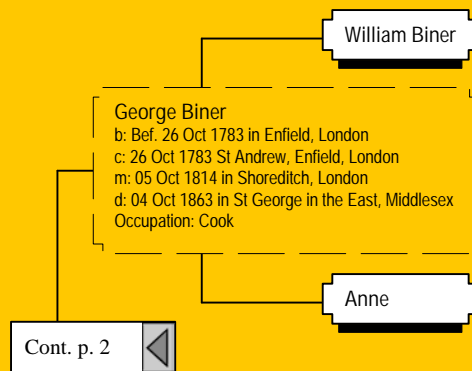 William Biner
George Biner
b: Bef. 26 Oct 1783 in Enfield, London
c: 26 Oct 1783 St Andrew, Enfield, London
m: 05 Oct 1814 in Shoreditch, London
d: 04 Oct 1863 in St George in the East, Middlesex
Occupation: Cook
Anne
Cont. p. 2